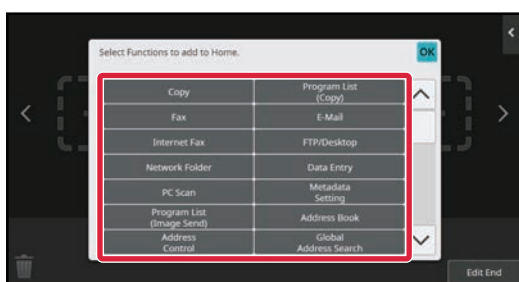 Select Functions to add to Home.
OK
Copy
Program List
(Copy)
Fax
E-Mail
Internet Fax
FTP/Desktop
Network Folder
Data Entry
PC Scan
Metadata
Setting
Program List
(Image Send)
Address Book
Address
Control
Global
Address Search
Edit End